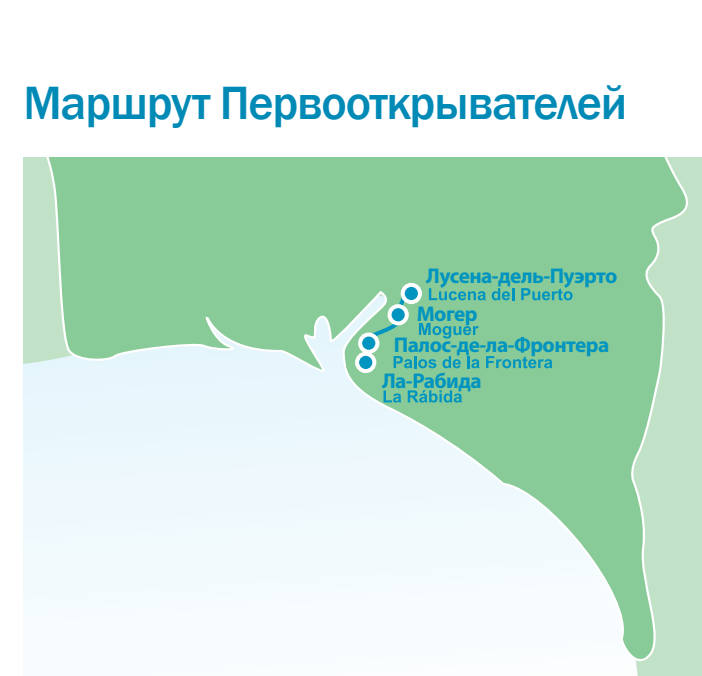 Маршрут Первооткрывателей
Лусена-дель-Пуэрто
Lucena del Puerto
Могер
Moguer
Палос-де-ла-Фронтера
Palos de la Frontera
Ла-Рабида
La Rábida